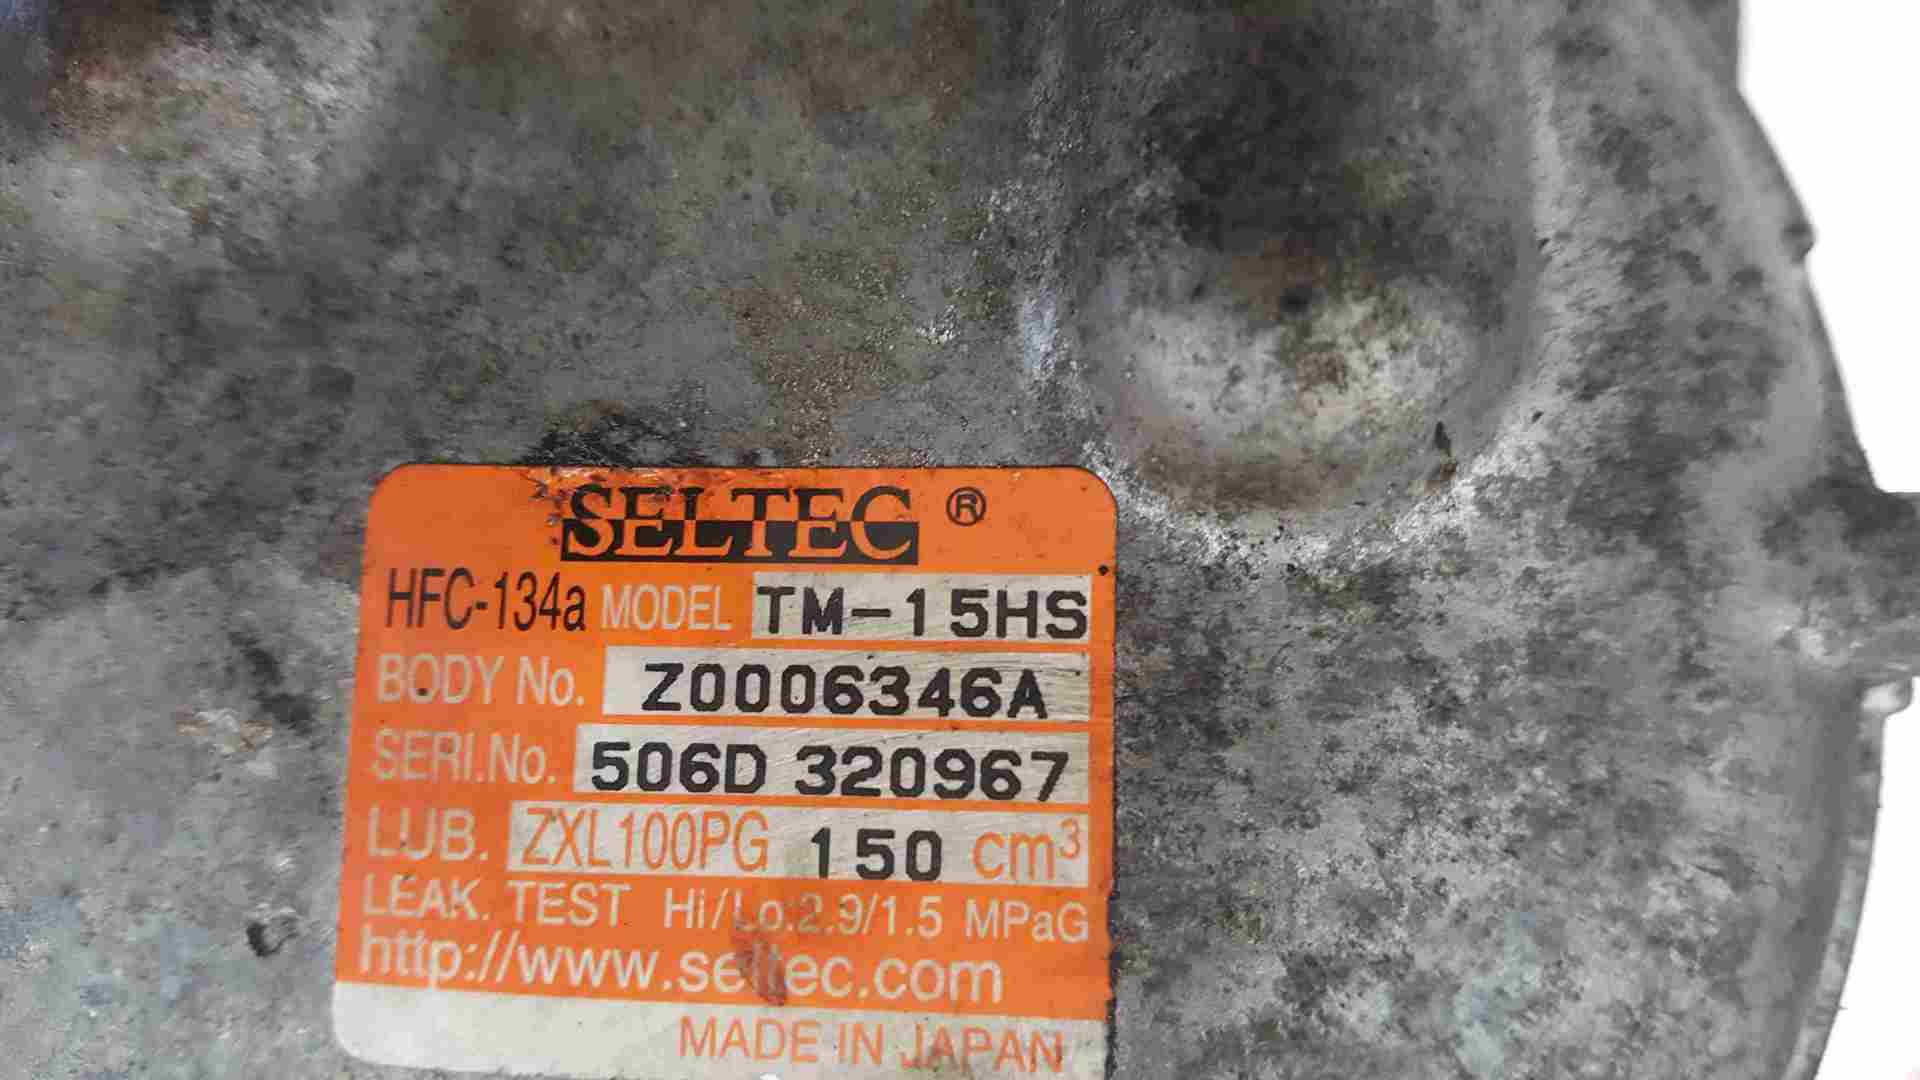 SELTEC ®
HFC-134a MODEL TM-15HS
BODY No. Z0006346A
SERI.No. 506D 320967
LUB. ZXL100PG 150 cm³
LEAK. TEST Hi/Lo:2.9/1.5 MPaG
http://www.seltec.com
MADE IN JAPAN